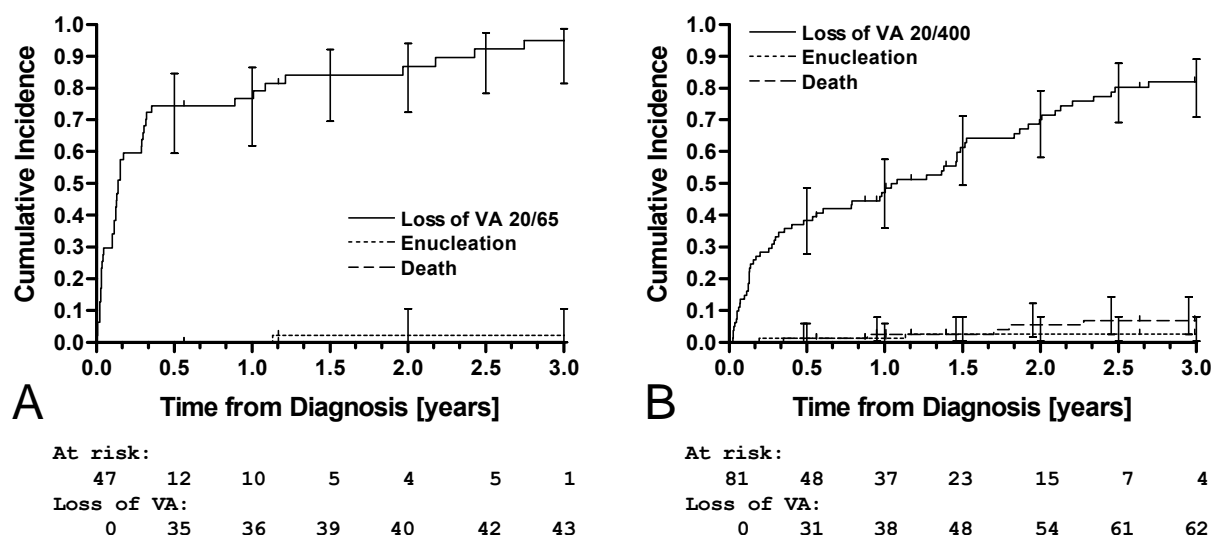 1.0
0.9
0.8
0.7
0.6
0.5
0.4
0.3
0.2
0.1
0.0
Cumulative Incidence
Loss of VA 20/65
Enucleation
Death
0.0 0.5 1.0 1.5 2.0 2.5 3.0
A
Time from Diagnosis [years]
At risk:
47 12 10 5 4 5 1
Loss of VA:
0 35 36 39 40 42 43
1.0
0.9
0.8
0.7
0.6
0.5
0.4
0.3
0.2
0.1
0.0
Cumulative Incidence
Loss of VA 20/400
Enucleation
Death
0.0 0.5 1.0 1.5 2.0 2.5 3.0
B
Time from Diagnosis [years]
At risk:
81 48 37 23 15 7 4
Loss of VA:
0 31 38 48 54 61 62